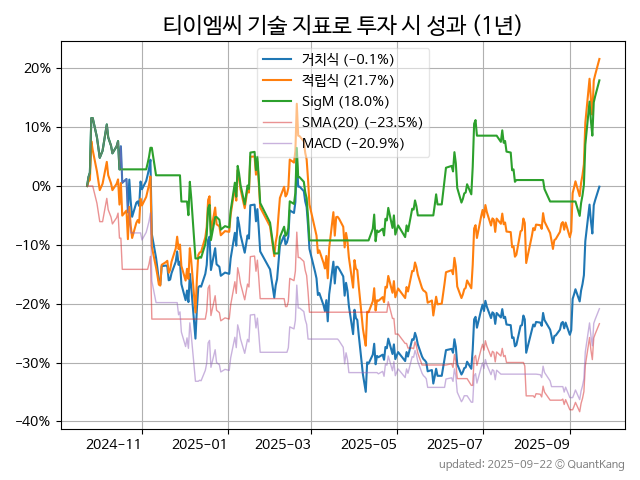 티이엠씨 기술 지표로 투자 시 성과 (1년)
거치식 (−0.1%)
적립식 (21.7%)
SigM (18.0%)
SMA(20) (−23.5%)
MACD (−20.9%)
20%
10%
0%
−10%
−20%
−30%
−40%
2024-11
2025-01
2025-03
2025-05
2025-07
2025-09
updated: 2025-09-22 © QuantKang